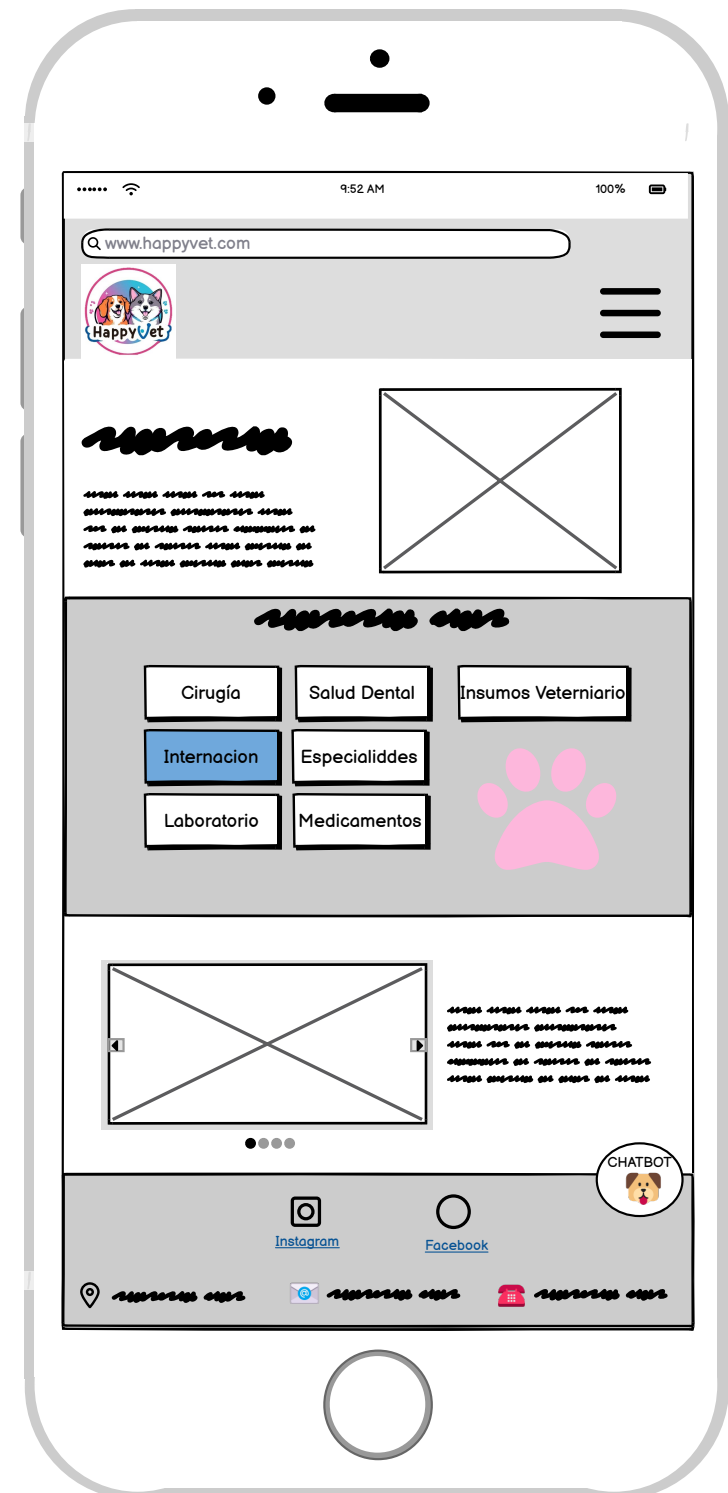 9:52 AM
100%
www.happyvet.com
HappyVet
Cirugía
Salud Dental
Insumos Veterniario
Internacion
Especialiddes
Laboratorio
Medicamentos
CHATBOT
Instagram
Facebook